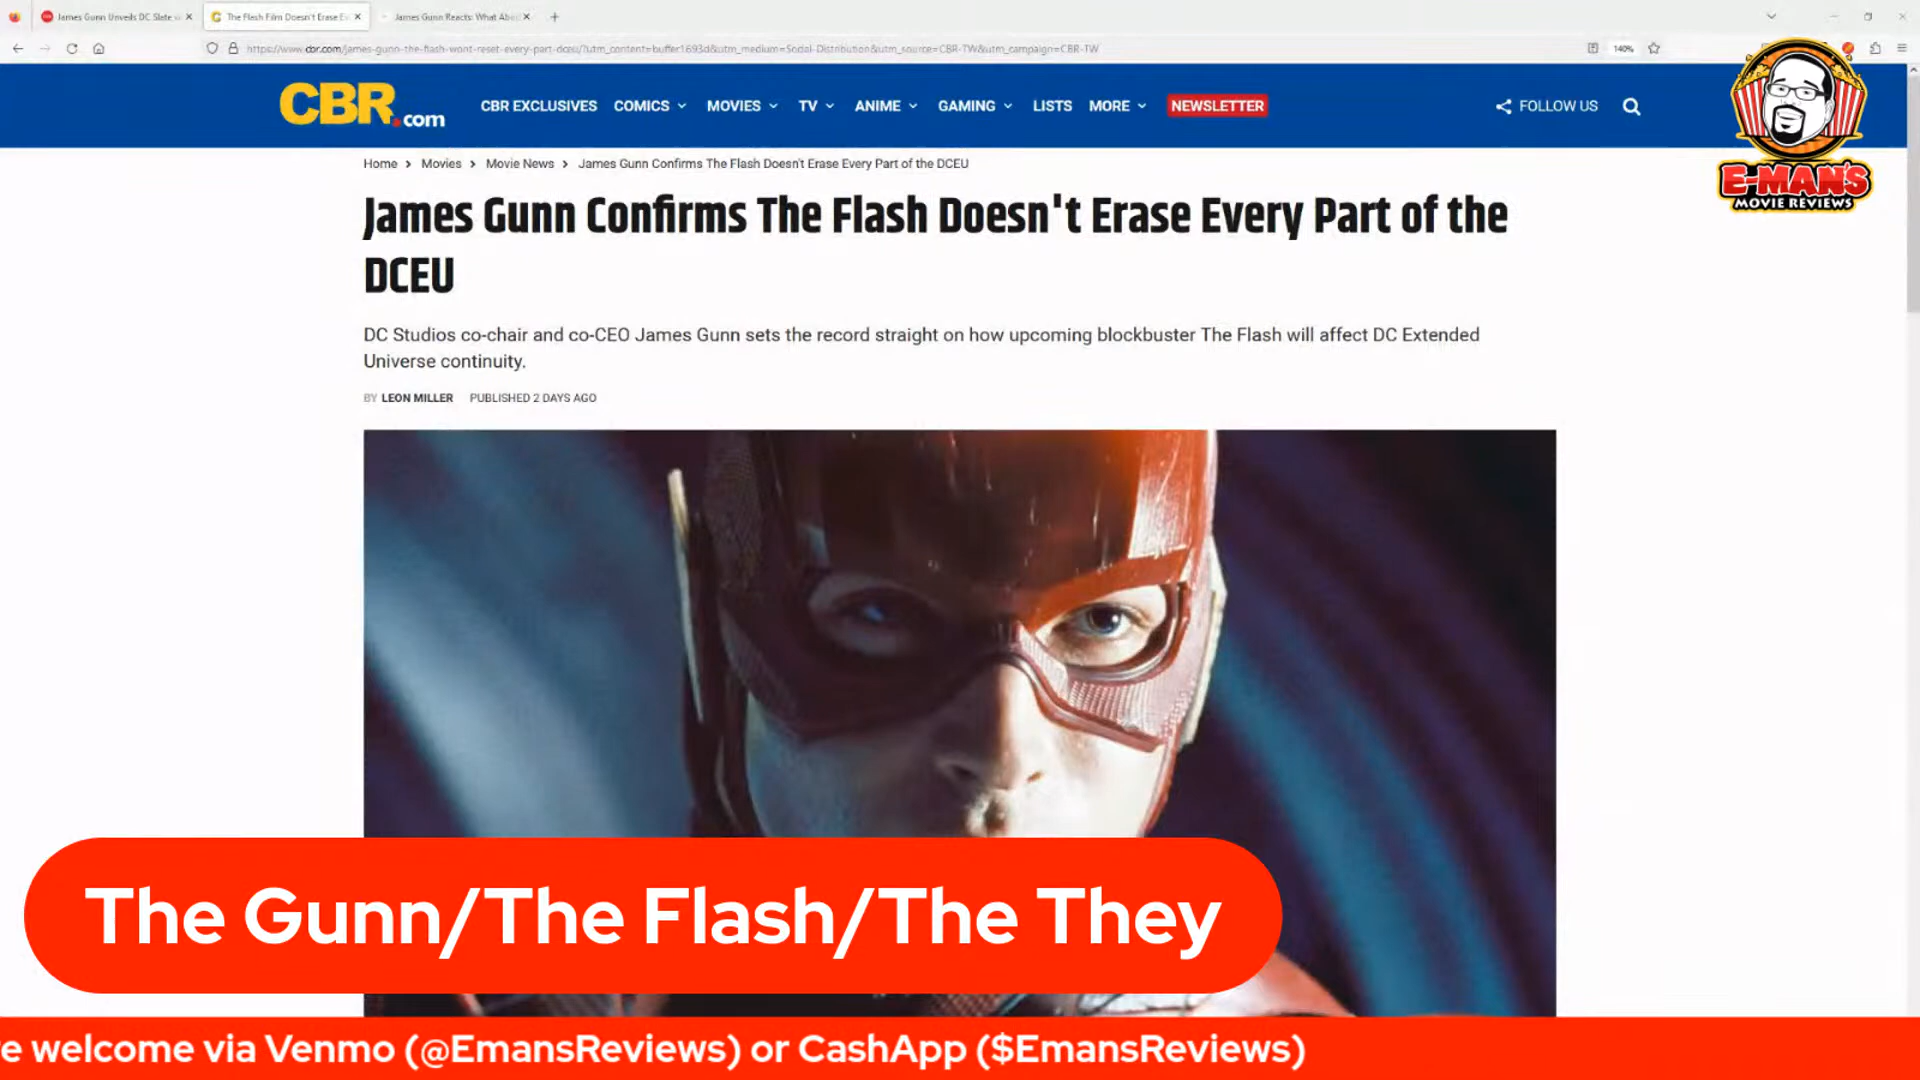 James Gunn Unveils DC Slate
The Flash Film Doesn't Erase Ev
James Gunn Reacts: What Abou
https://www.cbr.com/james-gunn-the-flash-wont-reset-every-part-dceu/?utm_content=buffer1693d&utm_medium=Social-Distribution&utm_source=CBR-TW&utm_campaign=CBR-TW
140%
CBR.com
CBR EXCLUSIVES COMICS MOVIES TV ANIME GAMING LISTS MORE NEWSLETTER
FOLLOW US
E-MAN'S
MOVIE REVIEWS
Home > Movies > Movie News > James Gunn Confirms The Flash Doesn't Erase Every Part of the DCEU
James Gunn Confirms The Flash Doesn't Erase Every Part of the
DCEU
DC Studios co-chair and co-CEO James Gunn sets the record straight on how upcoming blockbuster The Flash will affect DC Extended
Universe continuity.
BY LEON MILLER PUBLISHED 2 DAYS AGO
The Gunn/The Flash/The They
e welcome via Venmo (@EmansReviews) or CashApp ($EmansReviews)